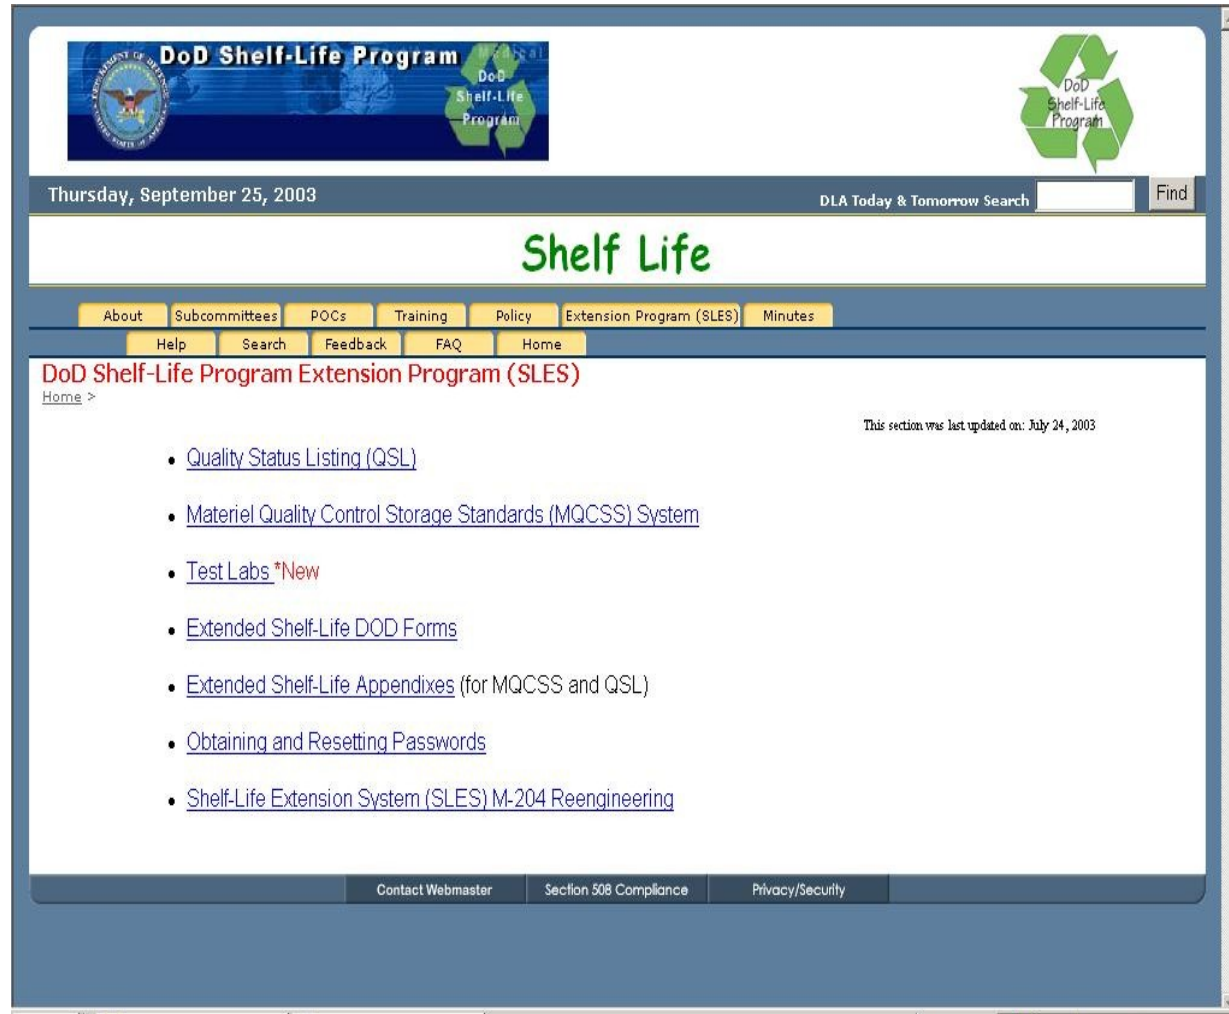 DoD Shelf-Life Program
Medical
DoD
Shelf-Life
Program
DoD
Shelf-Life
Program
Thursday, September 25, 2003
DLA Today & Tomorrow Search
Find
Shelf Life
About Subcommittees POCs Training Policy Extension Program (SLES) Minutes
Help Search Feedback FAQ Home
DoD Shelf-Life Program Extension Program (SLES)
Home >
This section was last updated on: July 24, 2003
• Quality Status Listing (QSL)
• Materiel Quality Control Storage Standards (MQCSS) System
• Test Labs *New
• Extended Shelf-Life DOD Forms
• Extended Shelf-Life Appendixes (for MQCSS and QSL)
• Obtaining and Resetting Passwords
• Shelf-Life Extension System (SLES) M-204 Reengineering
Contact Webmaster Section 508 Compliance Privacy/Security